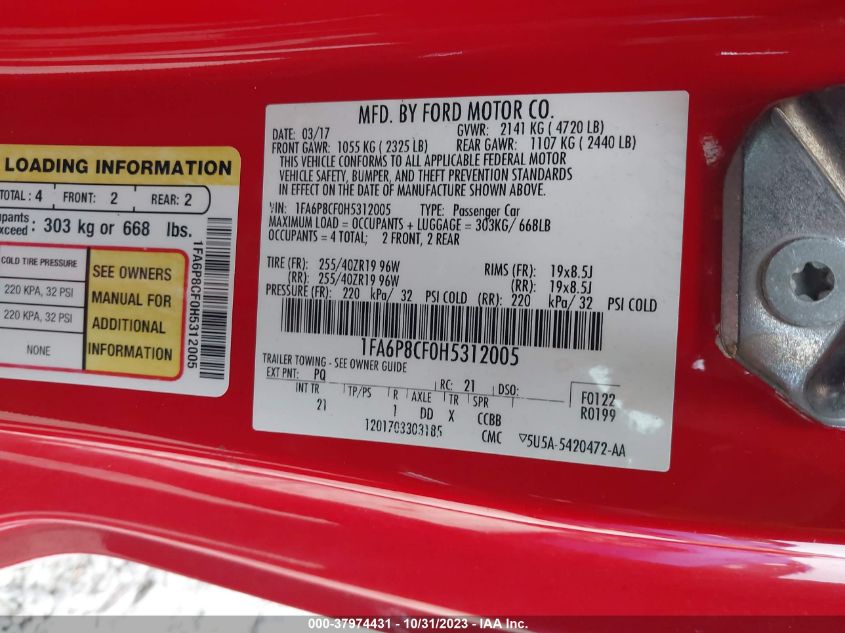 LOADING INFORMATION
TOTAL: 4 FRONT: 2 REAR: 2
303 kg or 668 lbs.
COLD TIRE PRESSURE
220 KPA, 32 PSI
220 KPA, 32 PSI
NONE
SEE OWNERS
MANUAL FOR
ADDITIONAL
INFORMATION
1FA6P8CF0H5312005
MFD. BY FORD MOTOR CO.
DATE: 03/17 GVWR: 2141 KG ( 4720 LB)
FRONT GAWR: 1055 KG ( 2325 LB) REAR GAWR: 1107 KG ( 2440 LB)
THIS VEHICLE CONFORMS TO ALL APPLICABLE FEDERAL MOTOR
VEHICLE SAFETY, BUMPER, AND THEFT PREVENTION STANDARDS
IN EFFECT ON THE DATE OF MANUFACTURE SHOWN ABOVE.
VIN: 1FA6P8CF0H5312005 TYPE: Passenger Car
MAXIMUM LOAD = OCCUPANTS + LUGGAGE = 303KG/ 668LB
OCCUPANTS = 4 TOTAL; 2 FRONT, 2 REAR
TIRE (FR): 255/40ZR19 96W RIMS (FR): 19x8.5J
(RR): 255/40ZR19 96W (RR): 19x8.5J
PRESSURE (FR): 220 kPa/ 32 PSI COLD (RR): 220 kPa/ 32 PSI COLD
1FA6P8CF0H5312005
TRAILER TOWING - SEE OWNER GUIDE
EXT PNT: PQ RC: 21 DSO: F0122
INT TR TP/PS R AXLE TR SPR R0199
21 1 DD X CCBB
1201703303185 CMC ▽5U5A-5420472-AA
000-37974431 - 10/31/2023 - IAA Inc.